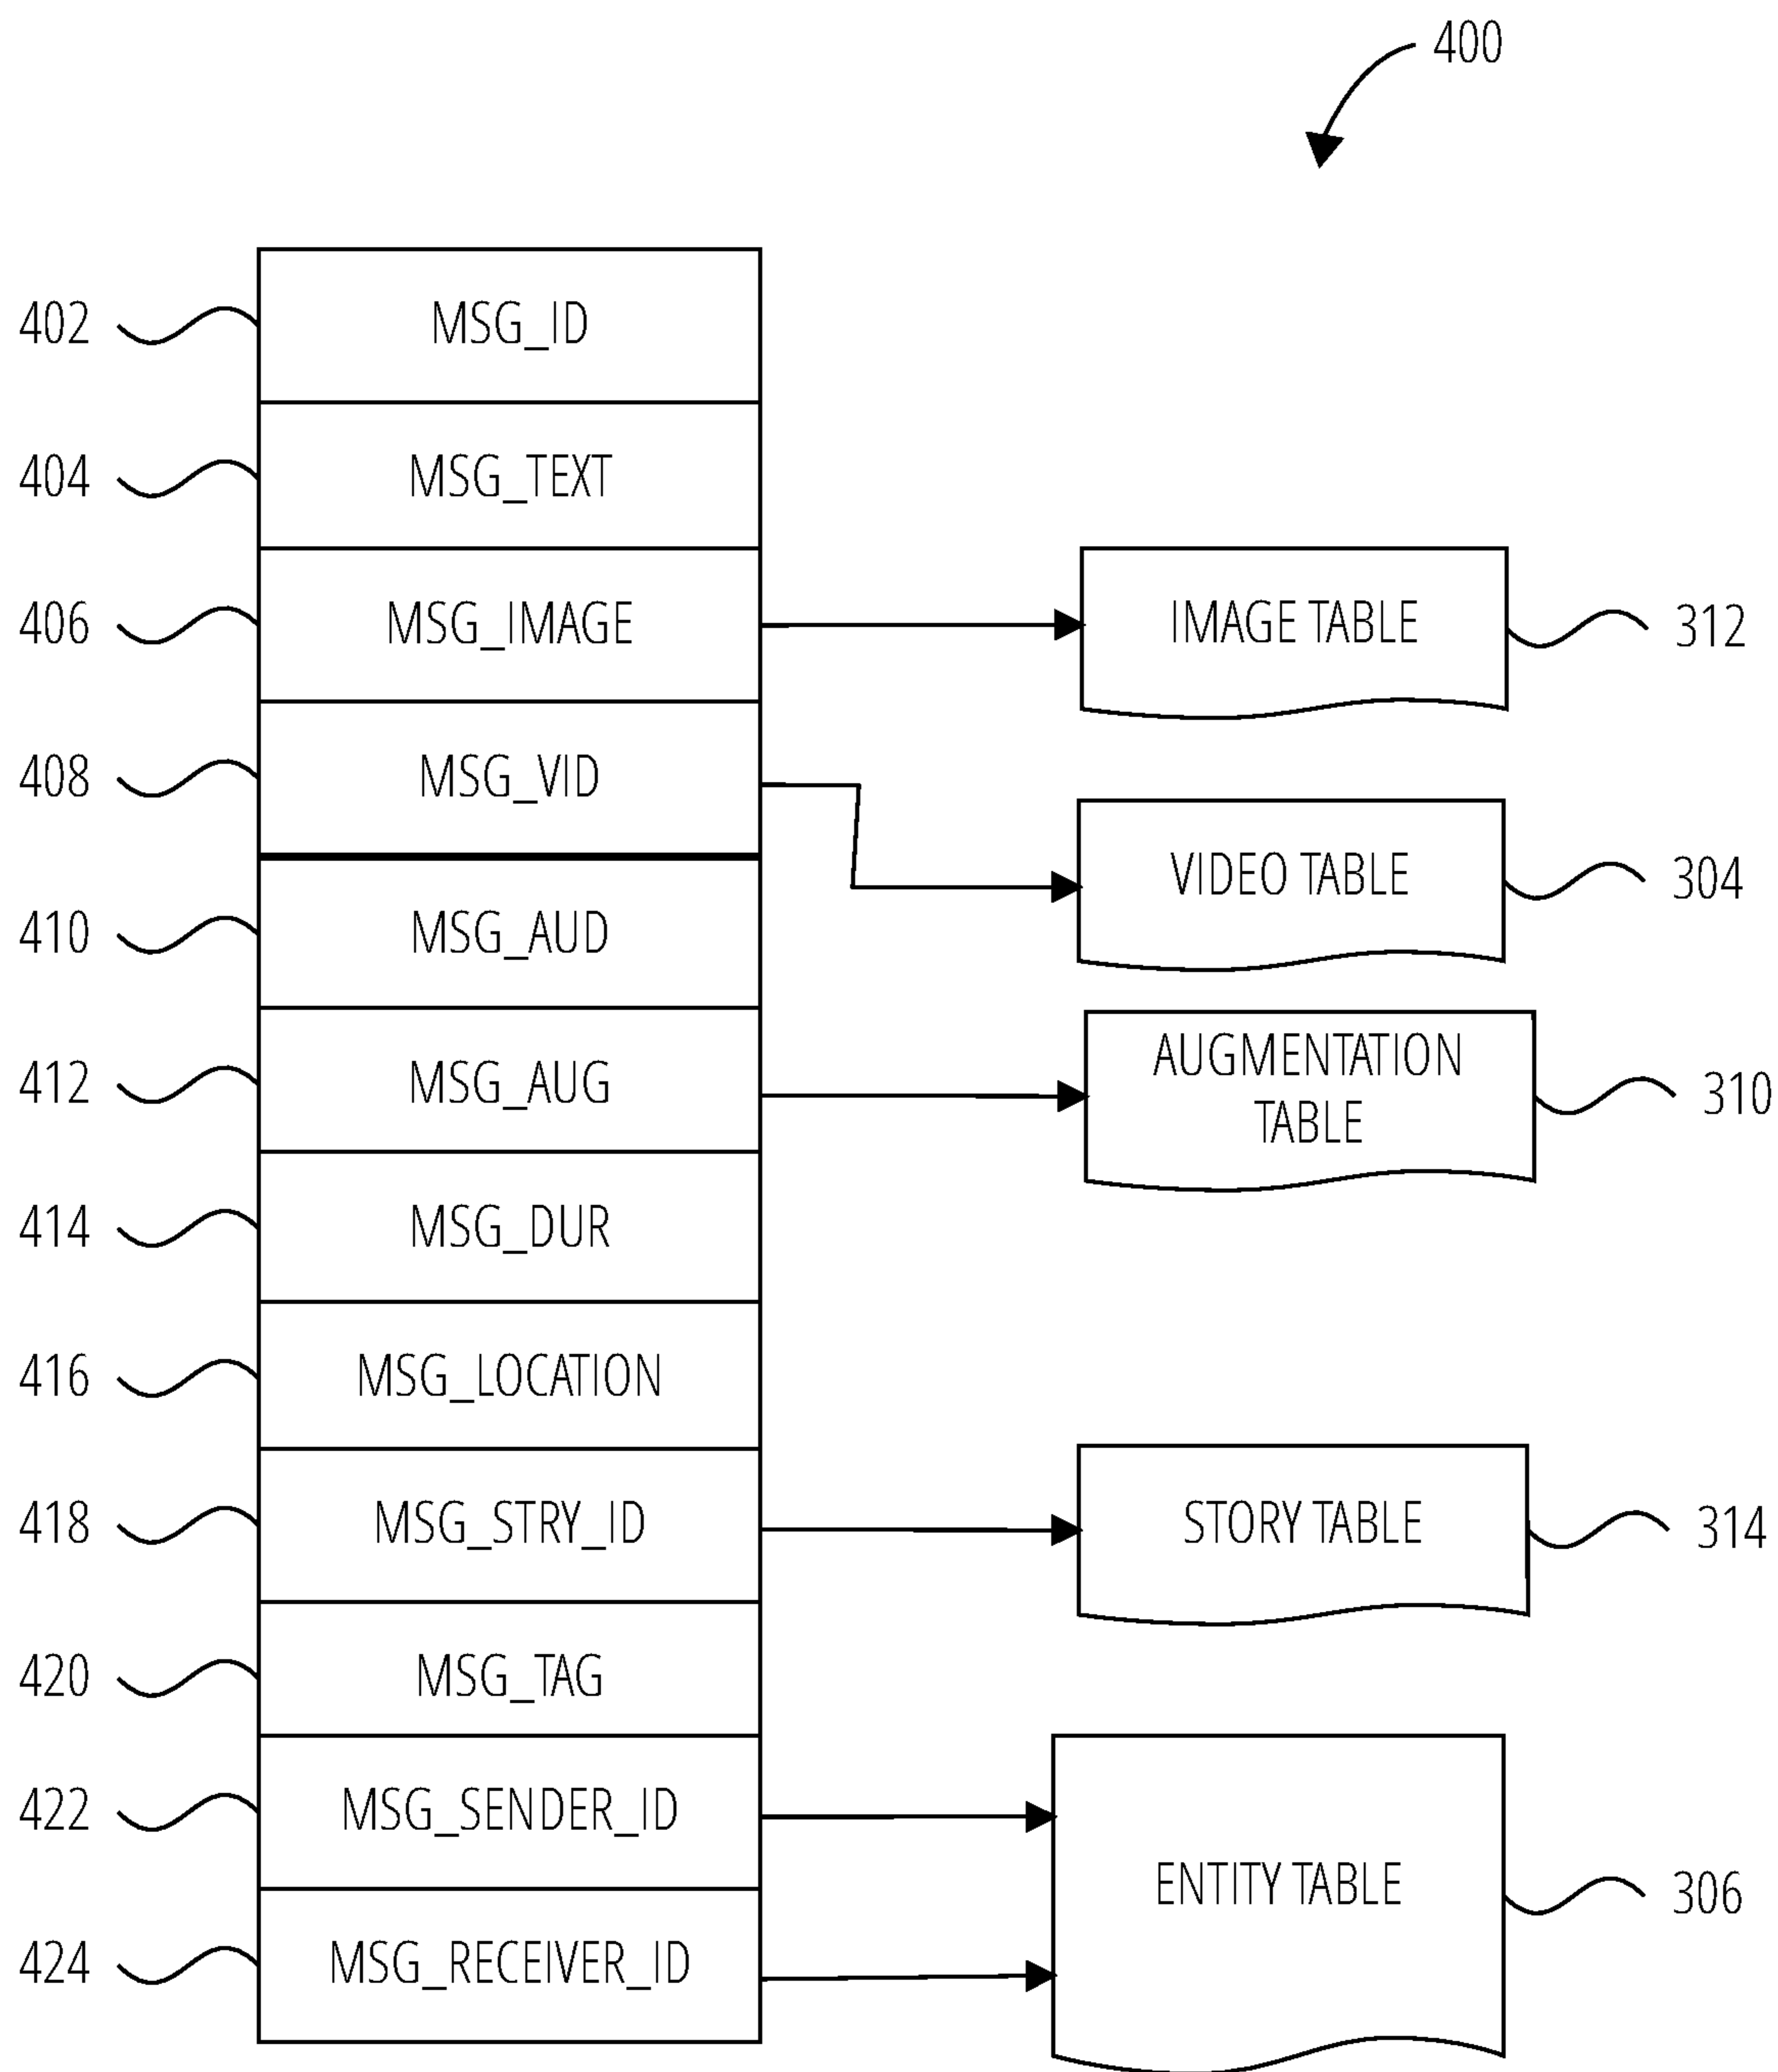 400
402 MSG_ID
404 MSG_TEXT
406 MSG_IMAGE IMAGE TABLE 312
408 MSG_VID
VIDEO TABLE 304
410 MSG_AUD
AUGMENTATION
412 MSG_AUG 310
TABLE
414 MSG_DUR
416 MSG_LOCATION
418 MSG_STRY_ID STORY TABLE 314
420 MSG_TAG
422 MSG_SENDER_ID
ENTITY TABLE 306
424 MSG_RECEIVER_ID